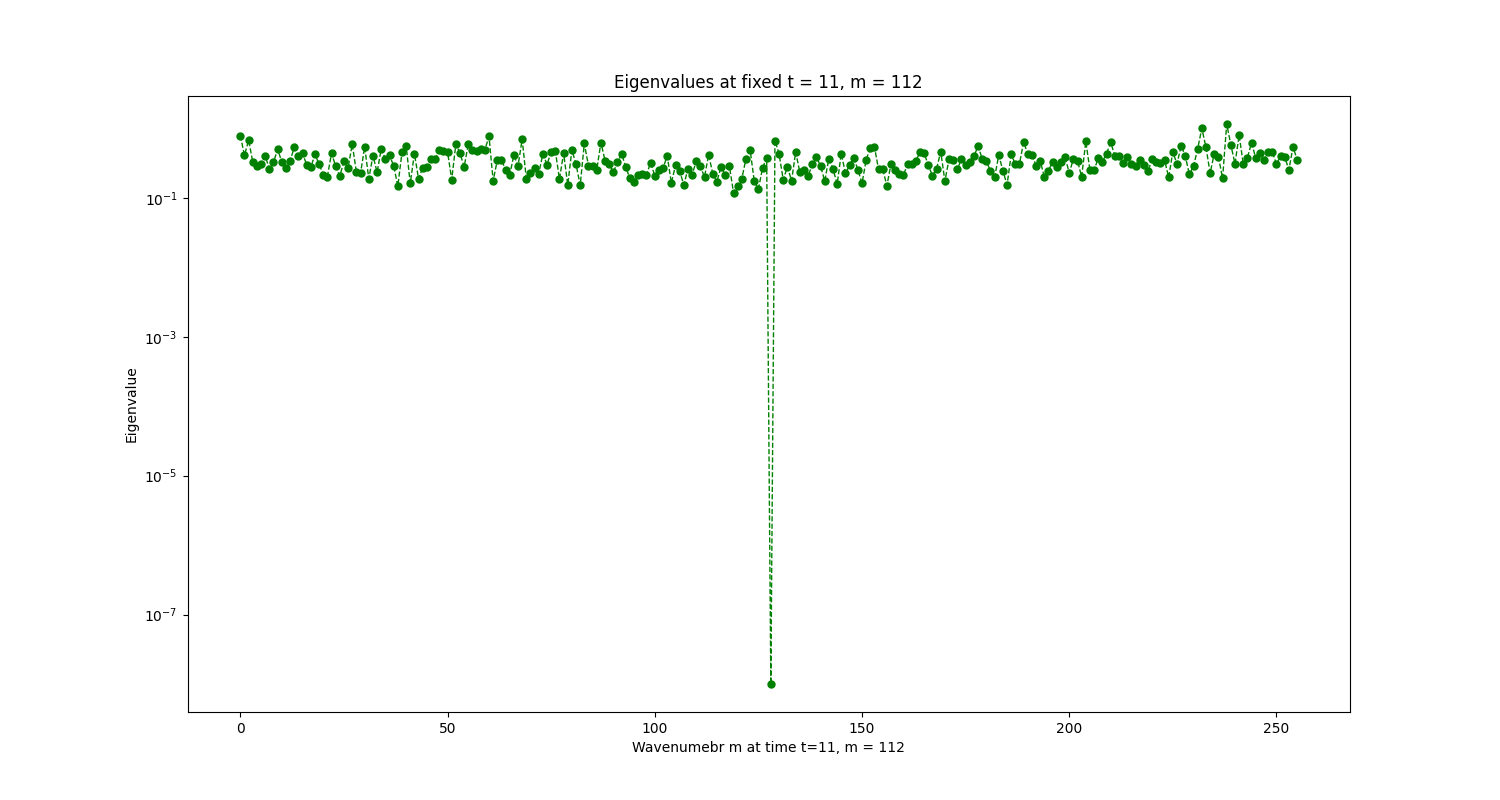 Eigenvalues at fixed t = 11, m = 112
Eigenvalue
10⁻¹
10⁻³
10⁻⁵
10⁻⁷
0 50 100 150 200 250
Wavenumebr m at time t=11, m = 112